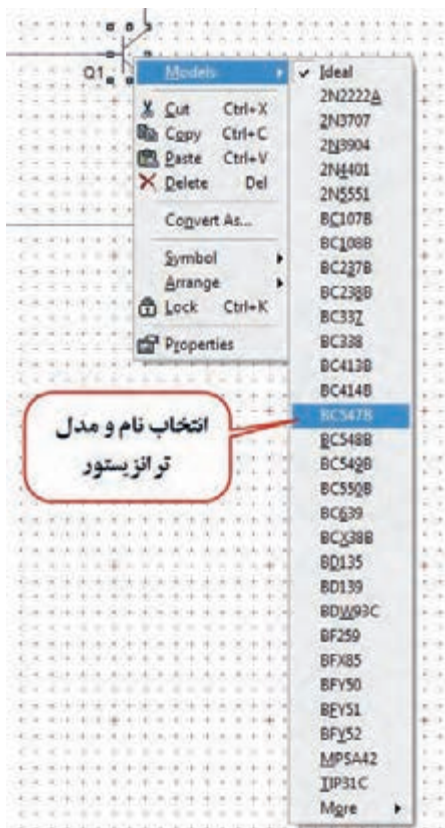 Q1
Models
Cut Ctrl+X
Copy Ctrl+C
Paste Ctrl+V
Delete Del
Convert As...
Symbol
Arrange
Lock Ctrl+K
Properties
Ideal
2N2222A
2N3707
2N3904
2N4401
2N5551
BC107B
BC108B
BC237B
BC238B
BC337
BC338
BC413B
BC414B
BC547B
BC548B
BC549B
BC550B
BC639
BCX38B
BD135
BD139
BDW93C
BF259
BFX85
BFY50
BFY51
BFY52
MPSA42
TIP31C
More
انتخاب نام و مدل
ترانزیستور